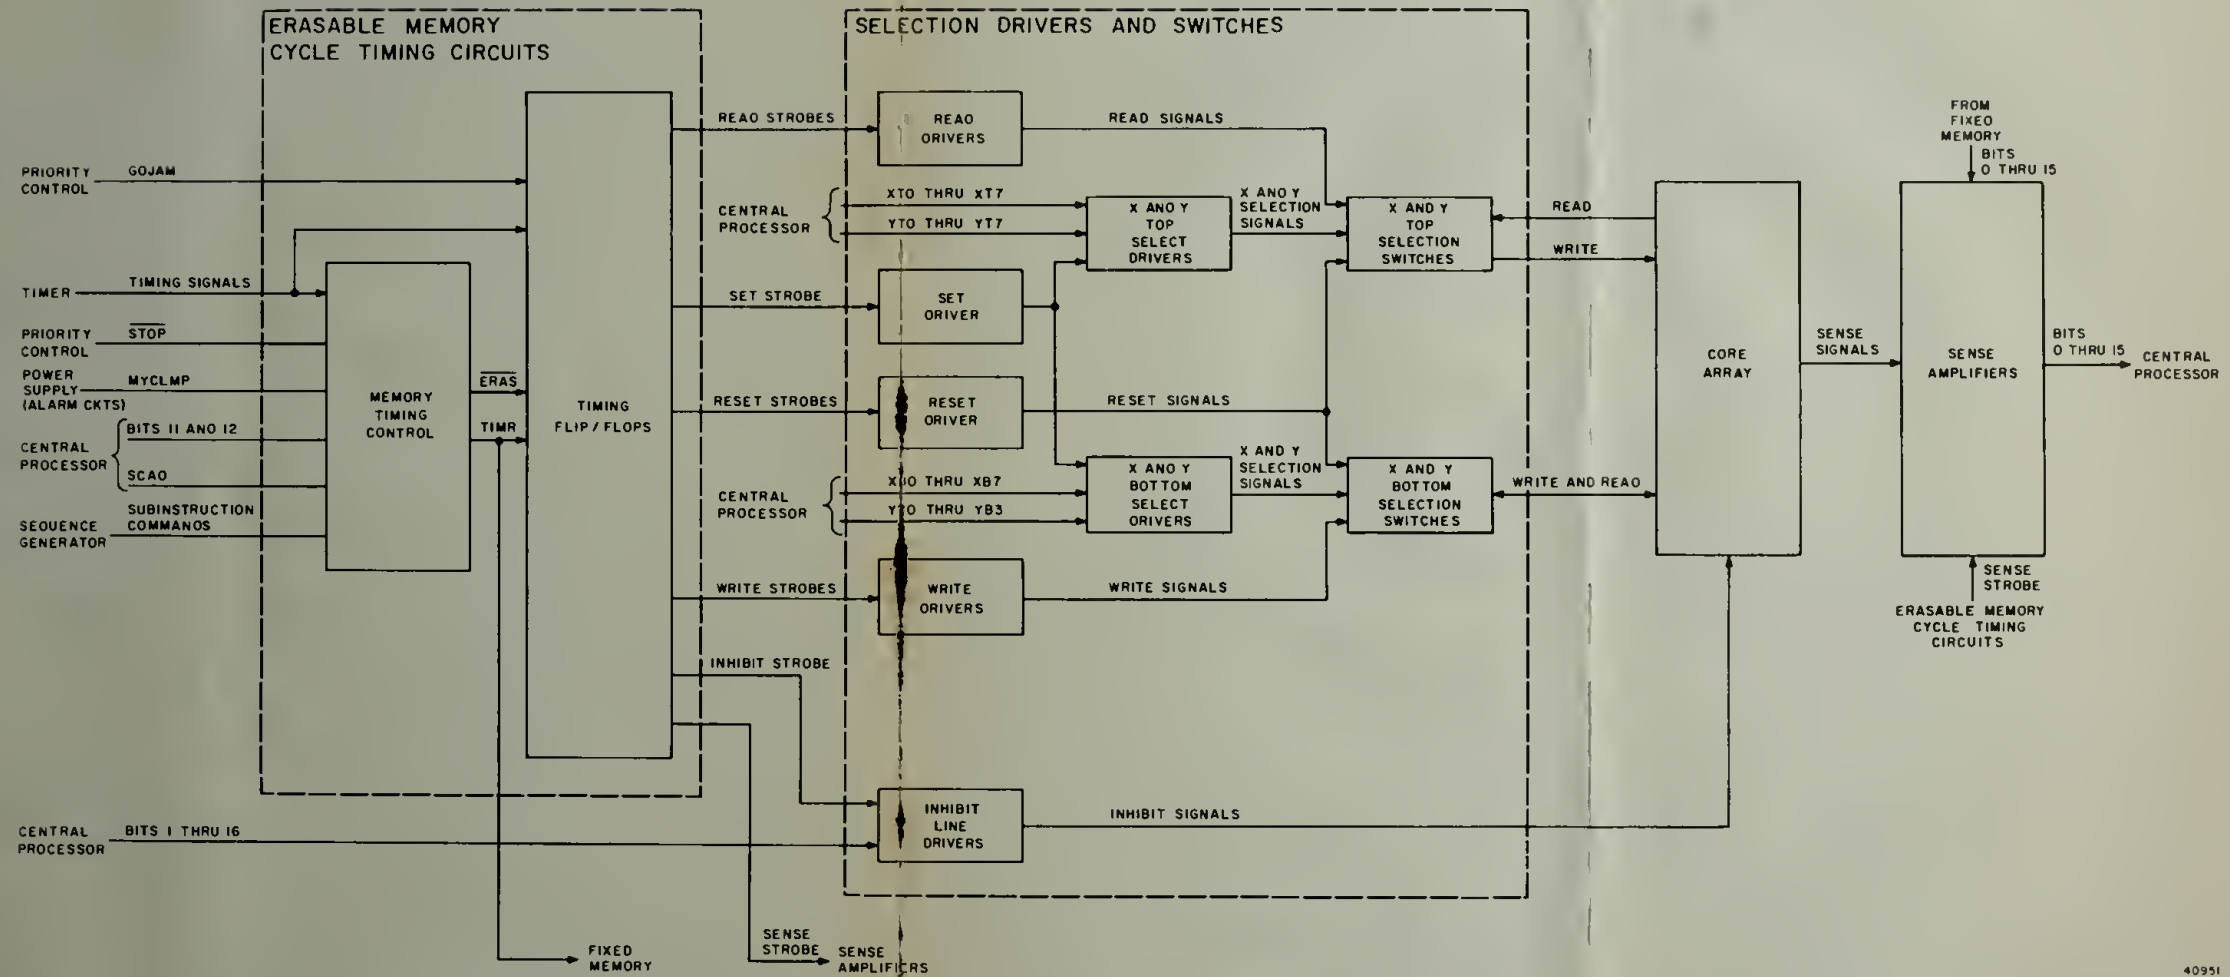 ERASABLE MEMORY
CYCLE TIMING CIRCUITS
SELECTION DRIVERS AND SWITCHES
PRIORITY
CONTROL
GOJAM
TIMER
TIMING SIGNALS
PRIORITY
CONTROL
STOP
POWER
SUPPLY
(ALARM CKTS)
MYCLMP
CENTRAL
PROCESSOR
BITS 11 AND 12
SCAO
SEQUENCE
GENERATOR
SUBINSTRUCTION
COMMANDS
MEMORY
TIMING
CONTROL
ERAS
TIMR
TIMING
FLIP/FLOPS
READ STROBES
READ
DRIVERS
READ SIGNALS
CENTRAL
PROCESSOR
XTO THRU XT7
YTO THRU YT7
X AND Y
TOP
SELECT
DRIVERS
X AND Y
SELECTION
SIGNALS
X AND Y
TOP
SELECTION
SWITCHES
SET STROBE
SET
DRIVER
RESET STROBES
RESET
DRIVER
RESET SIGNALS
CENTRAL
PROCESSOR
THRU XB7
THRU YB3
X AND Y
BOTTOM
SELECT
DRIVERS
X AND Y
SELECTION
SIGNALS
X AND Y
BOTTOM
SELECTION
SWITCHES
WRITE STROBES
WRITE
DRIVERS
WRITE SIGNALS
INHIBIT STROBE
CENTRAL
PROCESSOR
BITS 1 THRU 16
INHIBIT
LINE
DRIVERS
INHIBIT SIGNALS
FIXED
MEMORY
SENSE
STROBE
SENSE
AMPLIFIERS
READ
WRITE
WRITE AND READ
CORE
ARRAY
SENSE
SIGNALS
FROM
FIXED
MEMORY
BITS
0 THRU 15
SENSE
AMPLIFIERS
BITS
0 THRU 15
CENTRAL
PROCESSOR
SENSE
STROBE
ERASABLE MEMORY
CYCLE TIMING
CIRCUITS
40951